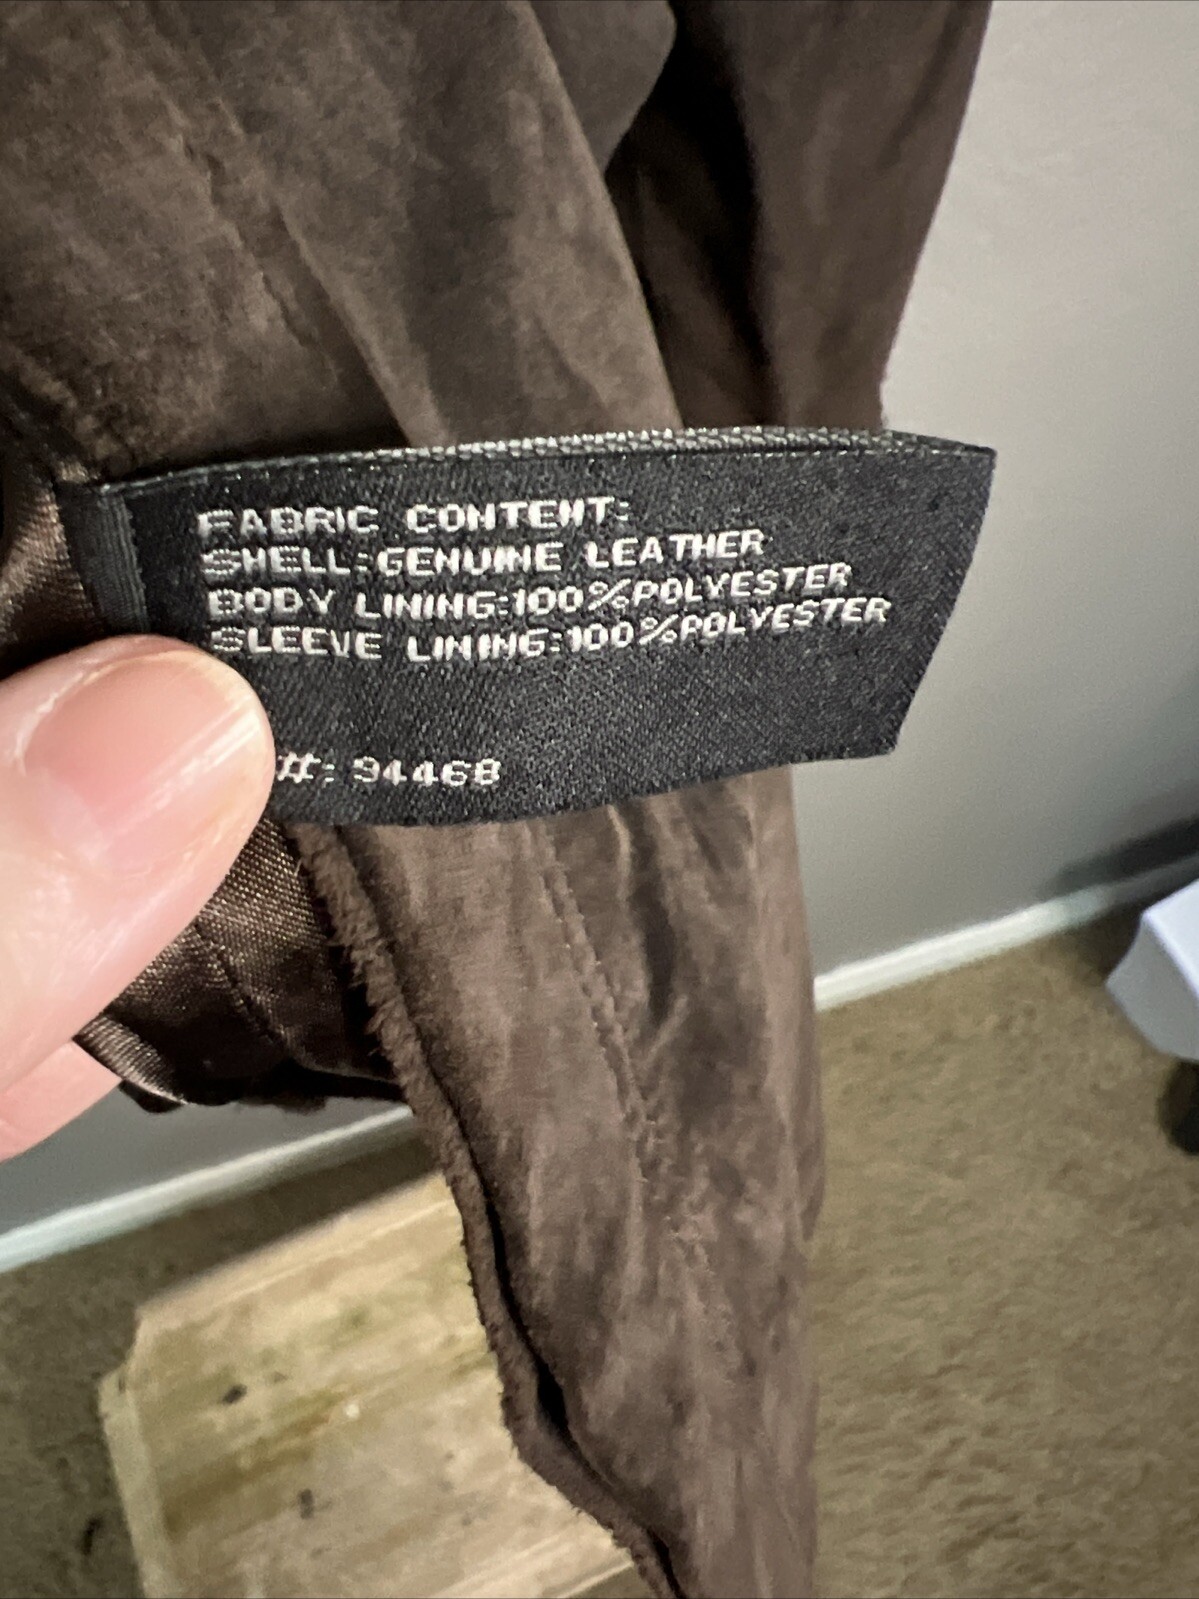 FABRIC CONTENT:
SHELL:GENUINE LEATHER
BODY LINING:100%POLYESTER
SLEEVE LINING:100%POLYESTER
#: 94468